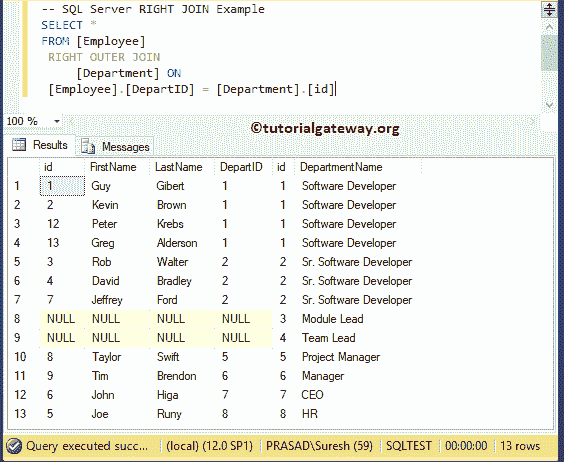 -- SQL Server RIGHT JOIN Example
SELECT *
FROM [Employee]
RIGHT OUTER JOIN
[Department] ON
[Employee].[DepartID] = [Department].[id]
100 %
©tutorialgateway.org
Results Messages
id FirstName LastName DepartID id DepartmentName
1 1 Guy Gibert 1 1 Software Developer
2 2 Kevin Brown 1 1 Software Developer
3 12 Peter Krebs 1 1 Software Developer
4 13 Greg Alderson 1 1 Software Developer
5 3 Rob Walter 2 2 Sr. Software Developer
6 4 David Bradley 2 2 Sr. Software Developer
7 7 Jeffrey Ford 2 2 Sr. Software Developer
8 NULL NULL NULL NULL 3 Module Lead
9 NULL NULL NULL NULL 4 Team Lead
10 8 Taylor Swift 5 5 Project Manager
11 9 Tim Brendon 6 6 Manager
12 6 John Higa 7 7 CEO
13 5 Joe Runy 8 8 HR
Query executed succ... (local) (12.0 SP1) PRASAD\Suresh (59) SQLTEST 00:00:00 13 rows